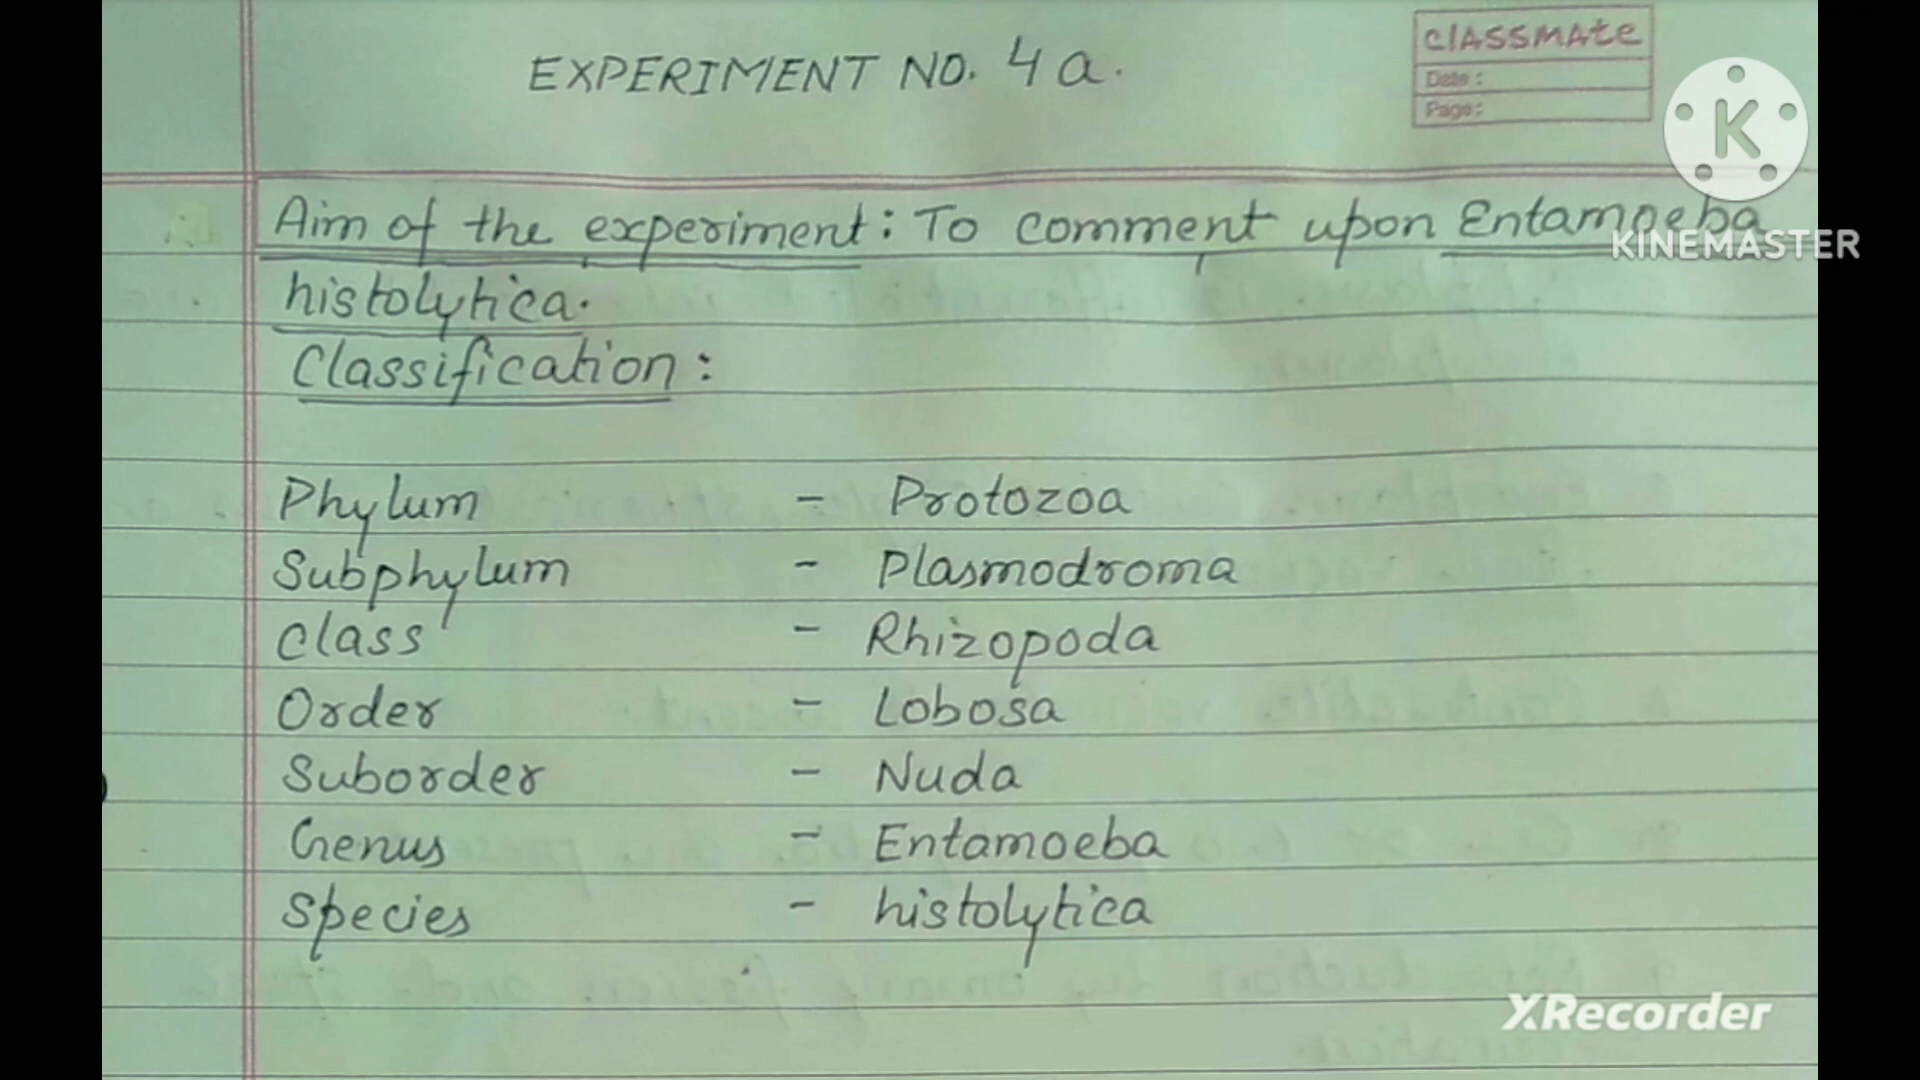 EXPERIMENT NO. 4a.
classmate
Date :
Page :
Aim of the experiment : To comment upon Entamoeba
KINEMASTER
histolytica.
Classification :
Phylum - Protozoa
Subphylum - Plasmodroma
Class - Rhizopoda
Order - Lobosa
Suborder - Nuda
Genus - Entamoeba
Species - histolytica
XRecorder